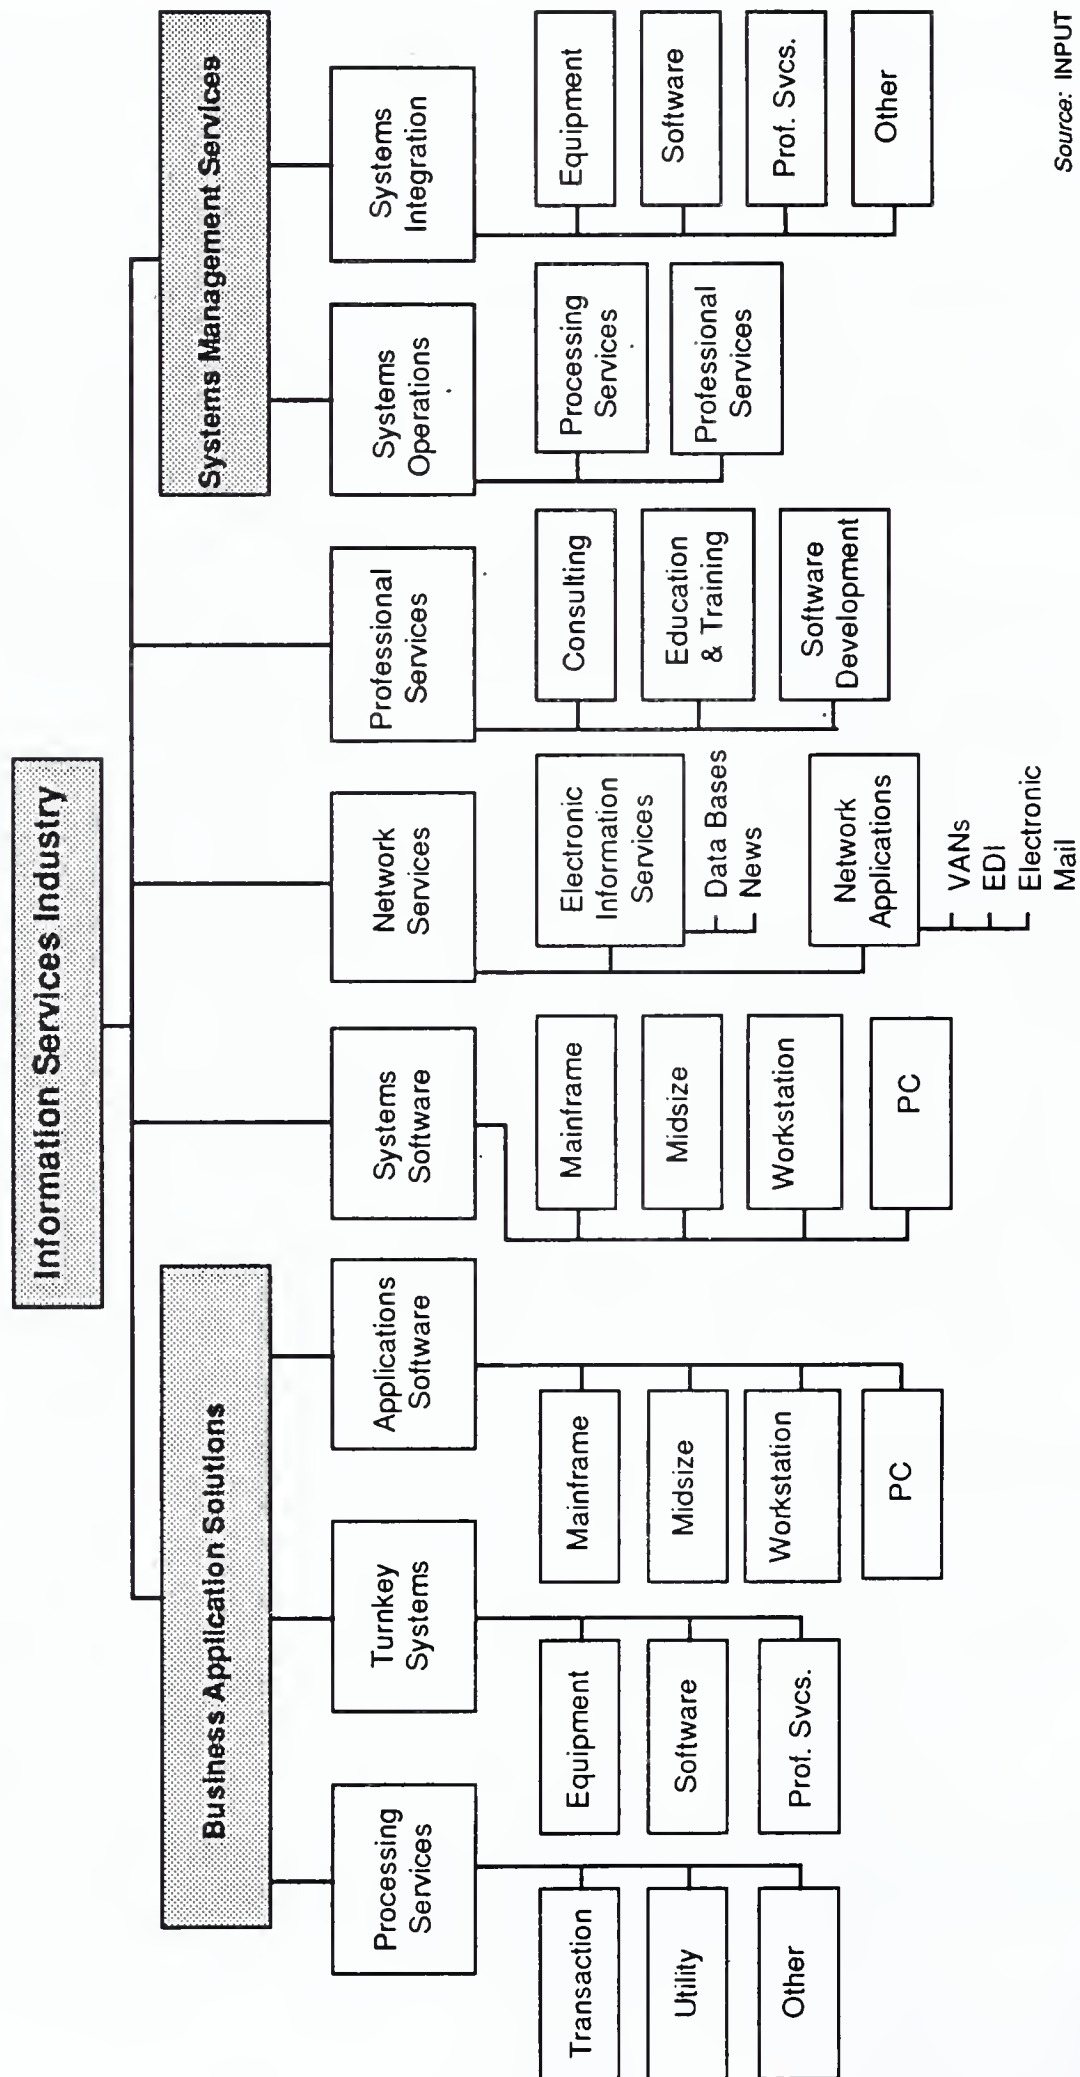 Information Services Industry
Business Application Solutions
Systems Management Services
Processing
Services
Turnkey
Systems
Applications
Software
Systems
Software
Network
Services
Professional
Services
Systems
Operations
Systems
Integration
Transaction
Utility
Other
Equipment
Software
Prof. Svcs.
Mainframe
Midsize
Workstation
PC
Mainframe
Midsize
Workstation
PC
Electronic
Information
Services
Data Bases
News
Network
Applications
VANs
EDI
Electronic
Mail
Consulting
Education
& Training
Software
Development
Processing
Services
Professional
Services
Equipment
Software
Prof. Svcs.
Other
Source: INPUT